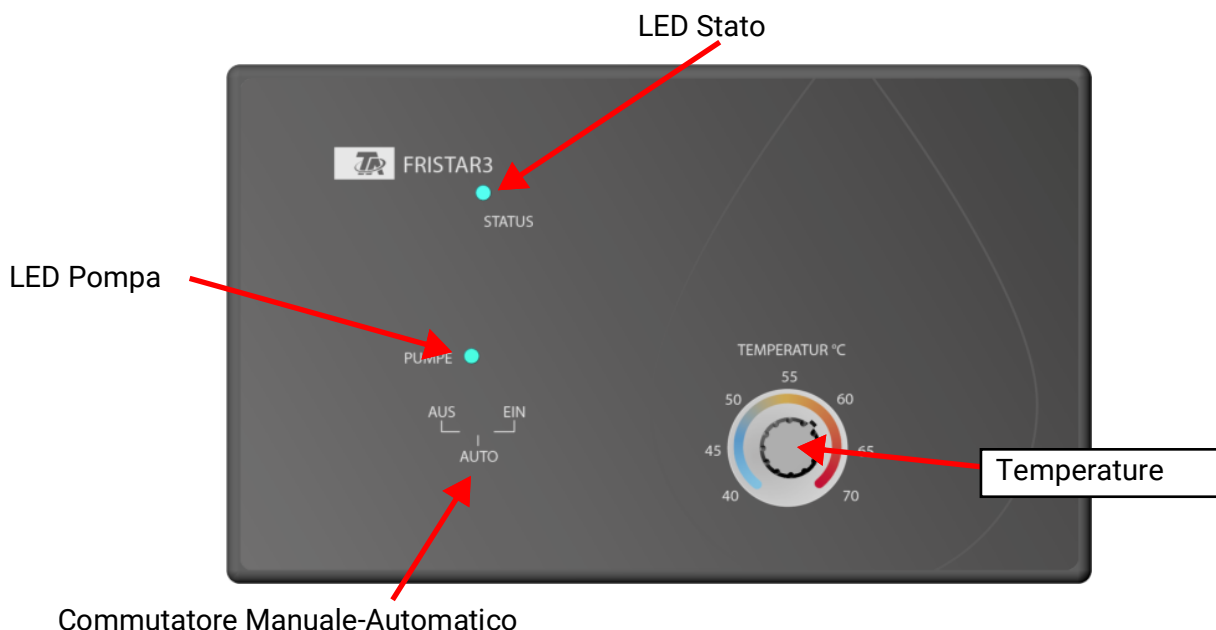 LED Stato
TA FRISTAR3
STATUS
LED Pompa
PUMPE
TEMPERATUR °C
55
50
60
AUS
EIN
AUTO
45
65
Temperature
40
70
Commutatore Manuale-Automatico